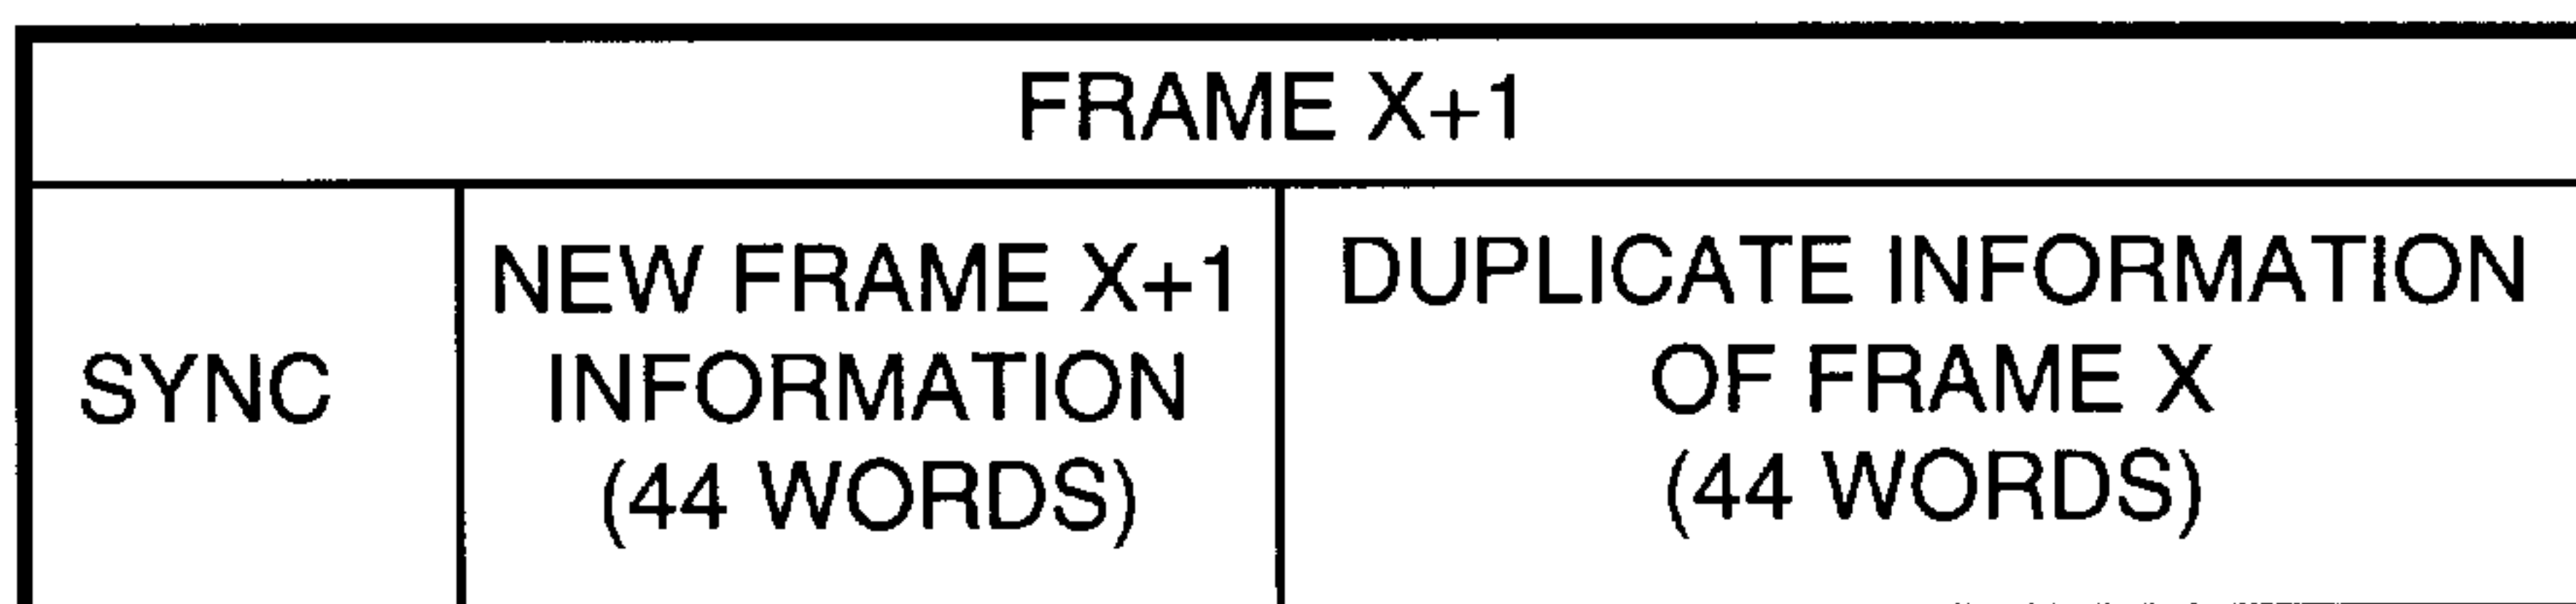 FRAME X+1
SYNC
NEW FRAME X+1
INFORMATION
(44 WORDS)
DUPLICATE INFORMATION
OF FRAME X
(44 WORDS)